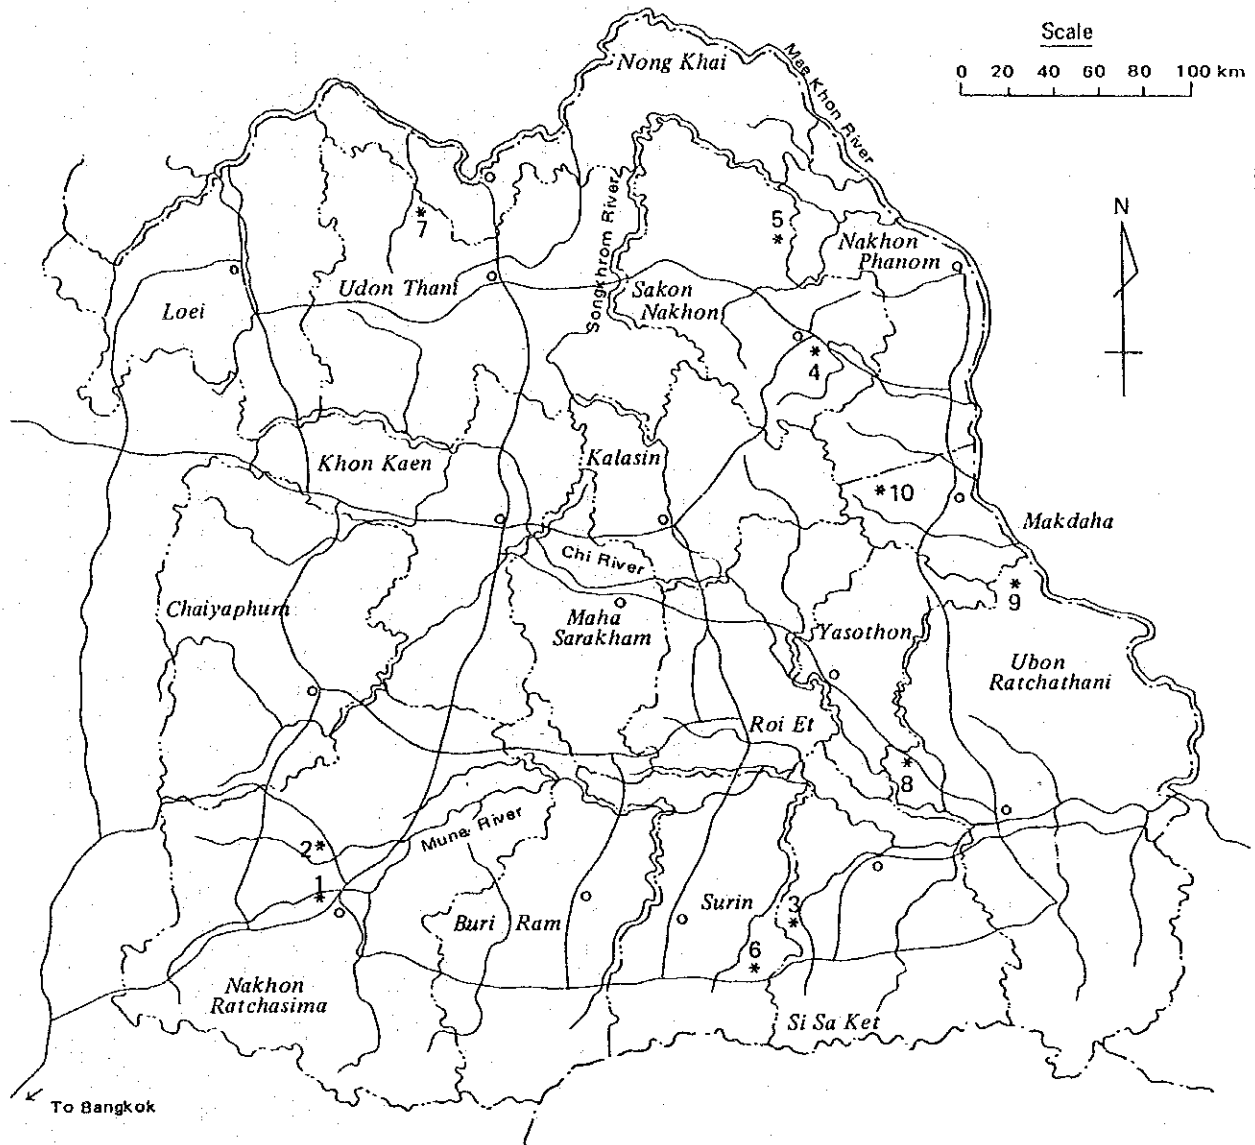 Scale
0 20 40 60 80 100 km
Nong Khai
Mae Khon River
N
* 7
5 *
Nakhon
Phanom
Songkhrom River
Udon Thani
Loei
Sakon
Nakhon
* 4
Khon Kaen
Kalasin
* 10
Makdaha
Chi River
* 9
Chaiyaphum
Maha
Sarakham
Yasothon
Ubon
Ratchathani
Roi Et
* 8
Mune River
2 *
1 *
Buri Ram
Surin
3 *
6 *
Nakhon
Ratchasima
Si Sa Ket
To Bangkok